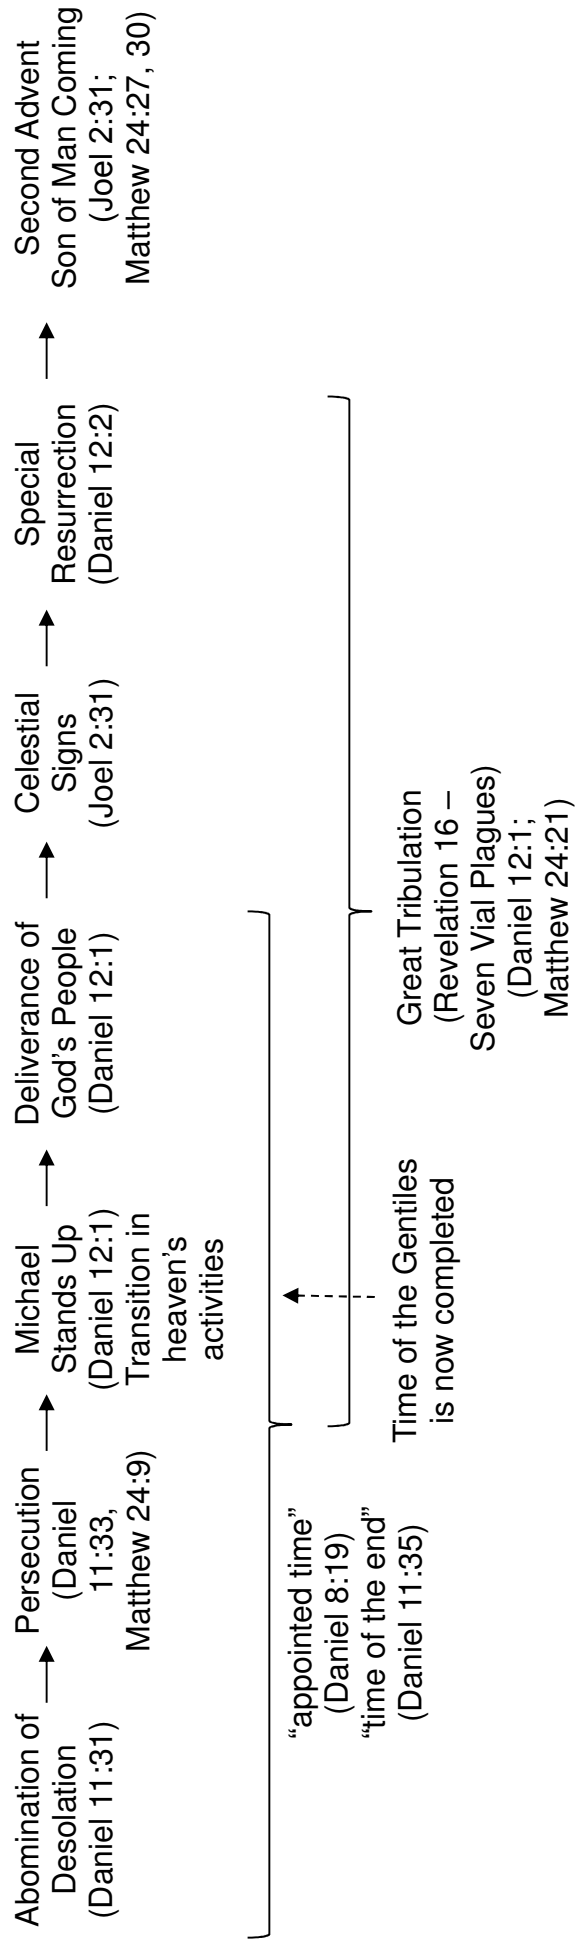 Abomination of
Desolation
(Daniel 11:31)
Persecution
(Daniel
11:33,
Matthew 24:9)
Michael
Stands Up
(Daniel 12:1)
Transition in
heaven's
activities
Deliverance of
God's People
(Daniel 12:1)
Celestial
Signs
(Joel 2:31)
Special
Resurrection
(Daniel 12:2)
Second Advent
Son of Man Coming
(Joel 2:31;
Matthew 24:27, 30)
“appointed time”
(Daniel 8:19)
“time of the end”
(Daniel 11:35)
Time of the Gentiles
is now completed
Great Tribulation
(Revelation 16 –
Seven Vial Plagues)
(Daniel 12:1;
Matthew 24:21)